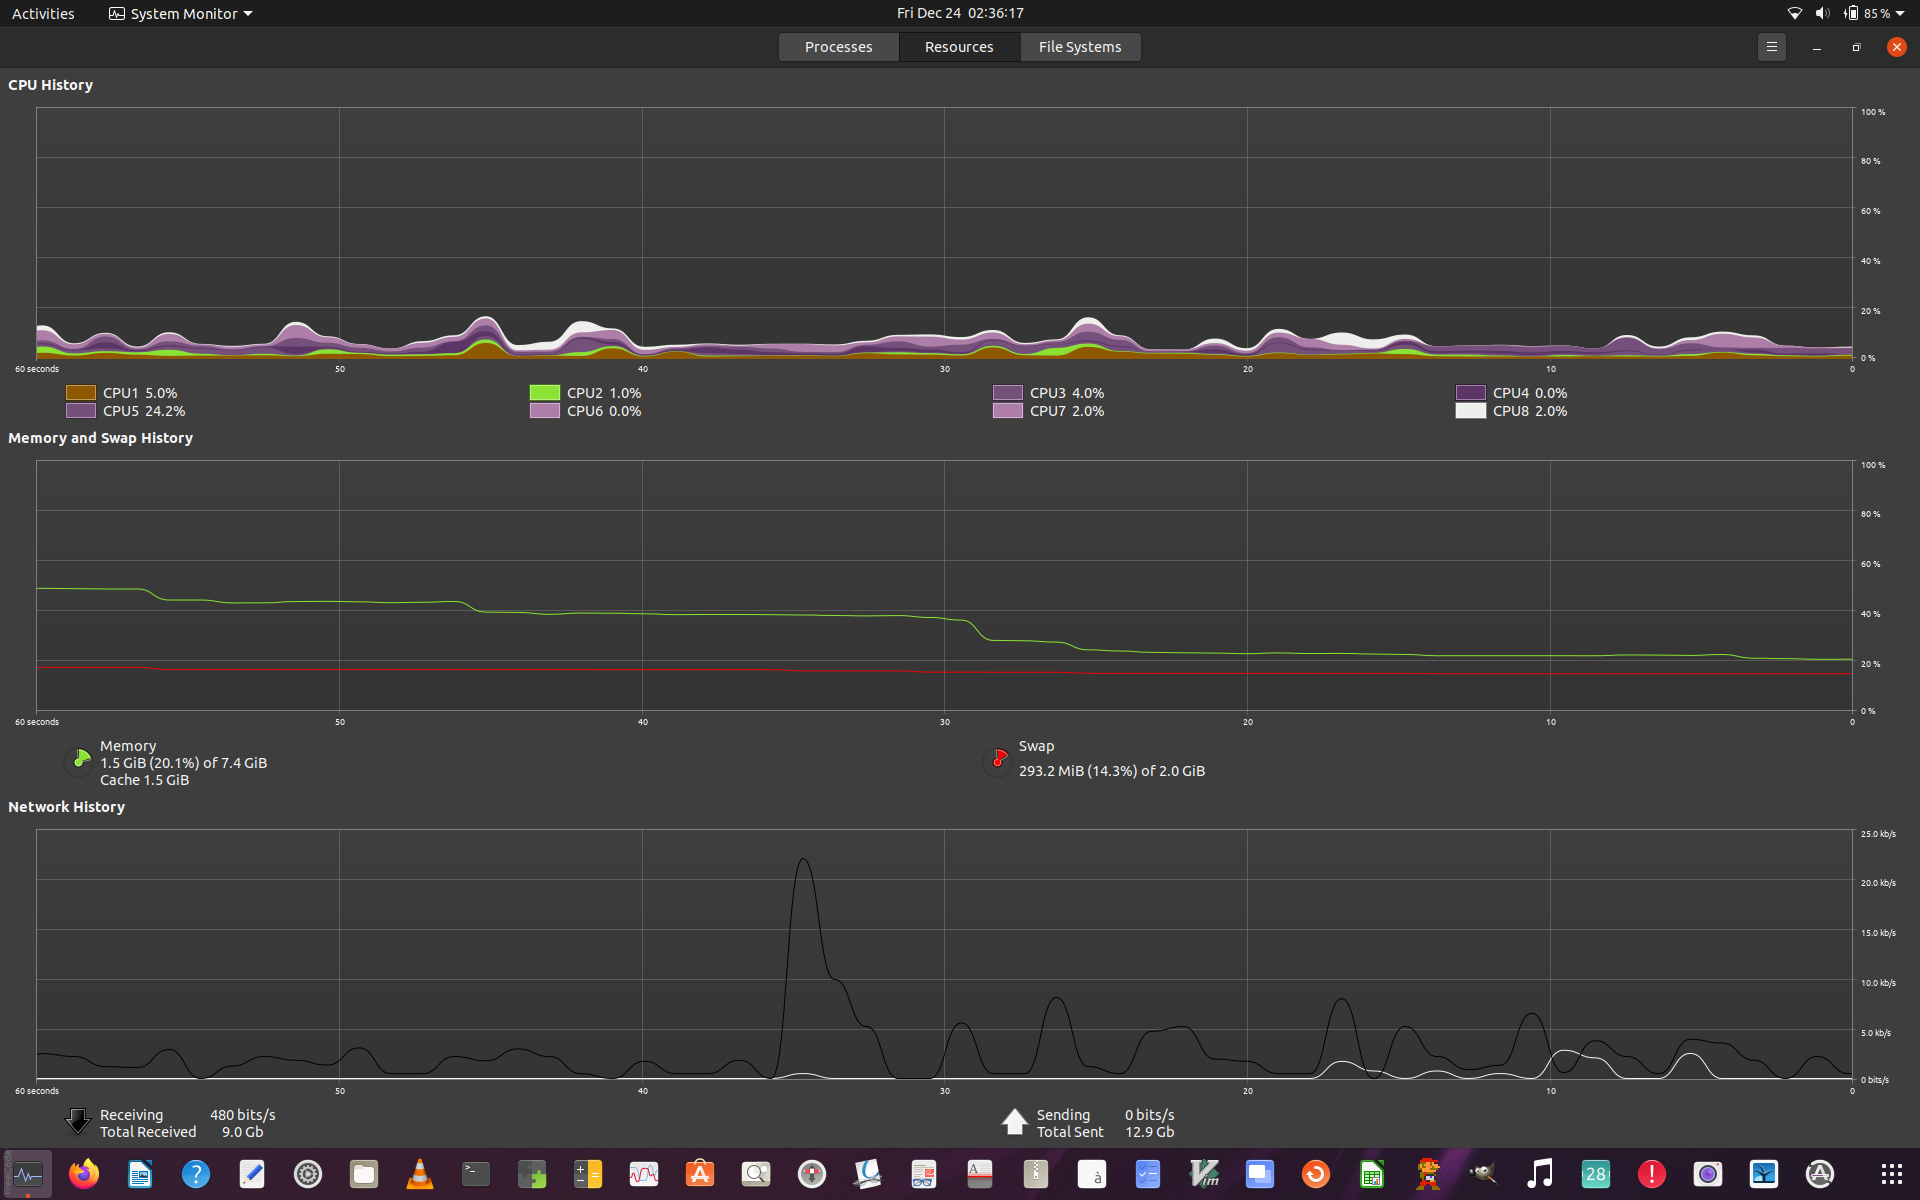 Activities System Monitor Fri Dec 24 02:36:17 85 %
Processes Resources File Systems
CPU History
100 %
80 %
60 %
40 %
20 %
0 %
60 seconds 50 40 30 20 10 0
CPU1 5.0% CPU2 1.0% CPU3 4.0% CPU4 0.0%
CPU5 24.2% CPU6 0.0% CPU7 2.0% CPU8 2.0%
Memory and Swap History
100 %
80 %
60 %
40 %
20 %
0 %
60 seconds 50 40 30 20 10 0
Memory
1.5 GiB (20.1%) of 7.4 GiB
Cache 1.5 GiB
Swap
293.2 MiB (14.3%) of 2.0 GiB
Network History
25.0 kb/s
20.0 kb/s
15.0 kb/s
10.0 kb/s
5.0 kb/s
0 bits/s
60 seconds 50 40 30 20 10 0
Receiving 480 bits/s
Total Received 9.0 Gb
Sending 0 bits/s
Total Sent 12.9 Gb
28